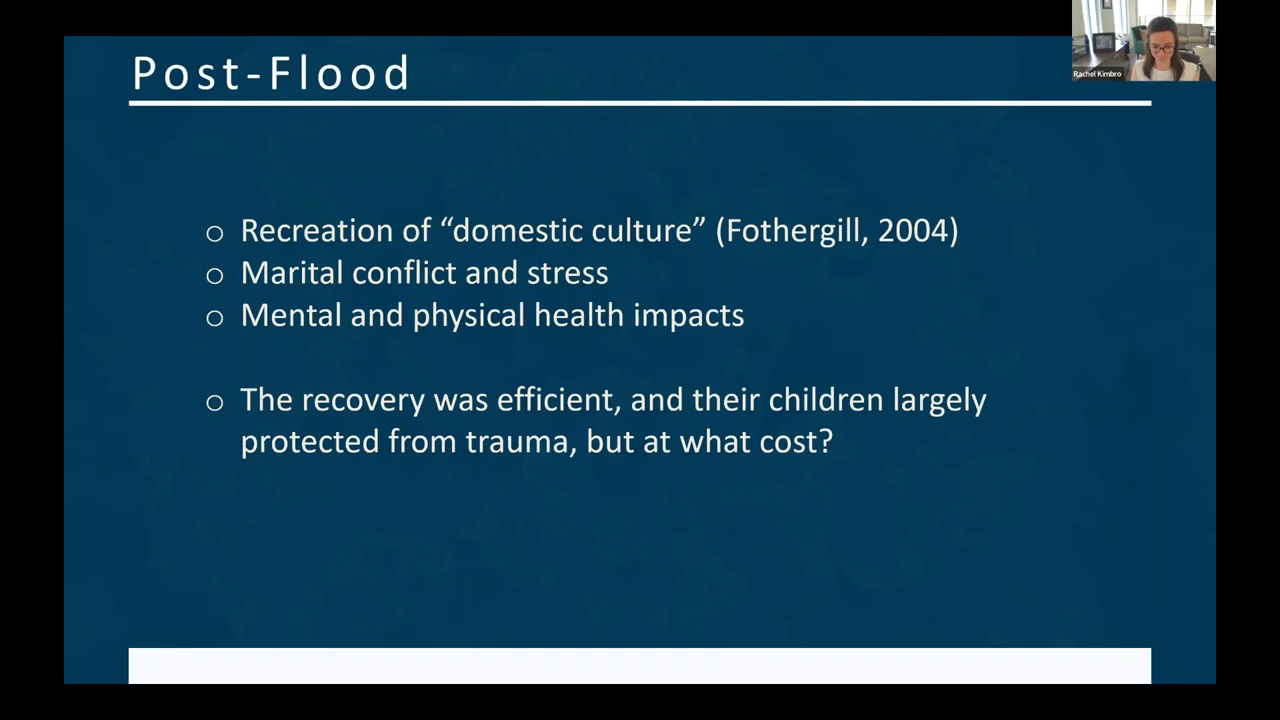 Post-Flood
Rachel Kimbro
o Recreation of “domestic culture” (Fothergill, 2004)
o Marital conflict and stress
o Mental and physical health impacts
o The recovery was efficient, and their children largely
protected from trauma, but at what cost?